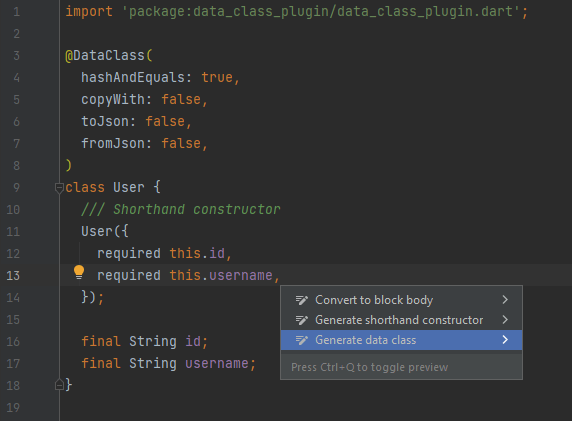 1 import 'package:data_class_plugin/data_class_plugin.dart';
2
3 @DataClass(
4   hashAndEquals: true,
5   copyWith: false,
6   toJson: false,
7   fromJson: false,
8 )
9 class User {
10   /// Shorthand constructor
11   User({
12     required this.id,
13     required this.username,
14   });
15
16   final String id;
17   final String username;
18 }
19
Convert to block body
Generate shorthand constructor
Generate data class
Press Ctrl+Q to toggle preview